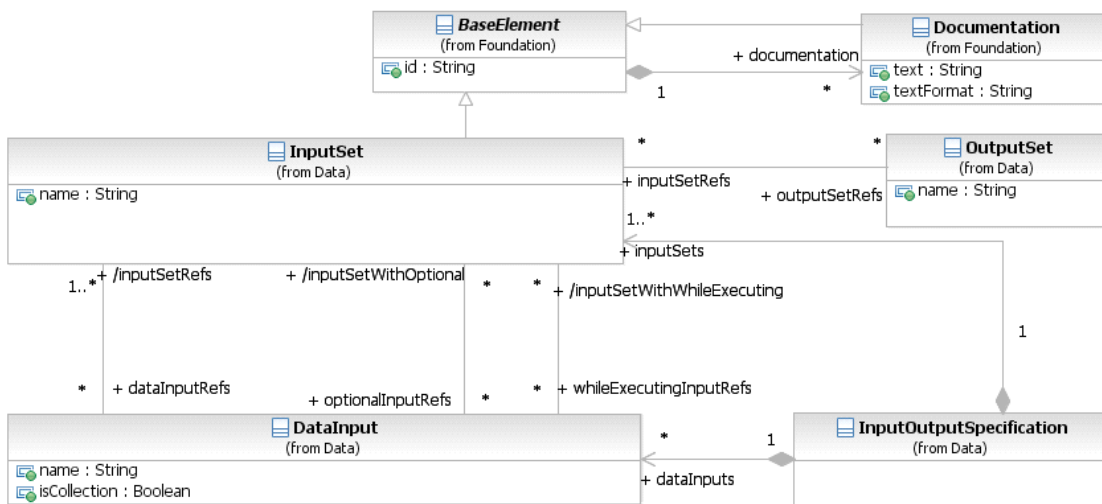 BaseElement
(from Foundation)
id : String
Documentation
(from Foundation)
text : String
textFormat : String
+ documentation
1
*
InputSet
(from Data)
name : String
*
*
+ inputSetRefs
+ outputSetRefs
OutputSet
(from Data)
name : String
1..*
+ inputSets
+ /inputSetRefs
+ /inputSetWithOptional
1..*
*
*
+ /inputSetWithWhileExecuting
1
*
+ dataInputRefs
+ optionalInputRefs
*
*
+ whileExecutingInputRefs
DataInput
(from Data)
name : String
isCollection : Boolean
*
1
+ dataInputs
InputOutputSpecification
(from Data)